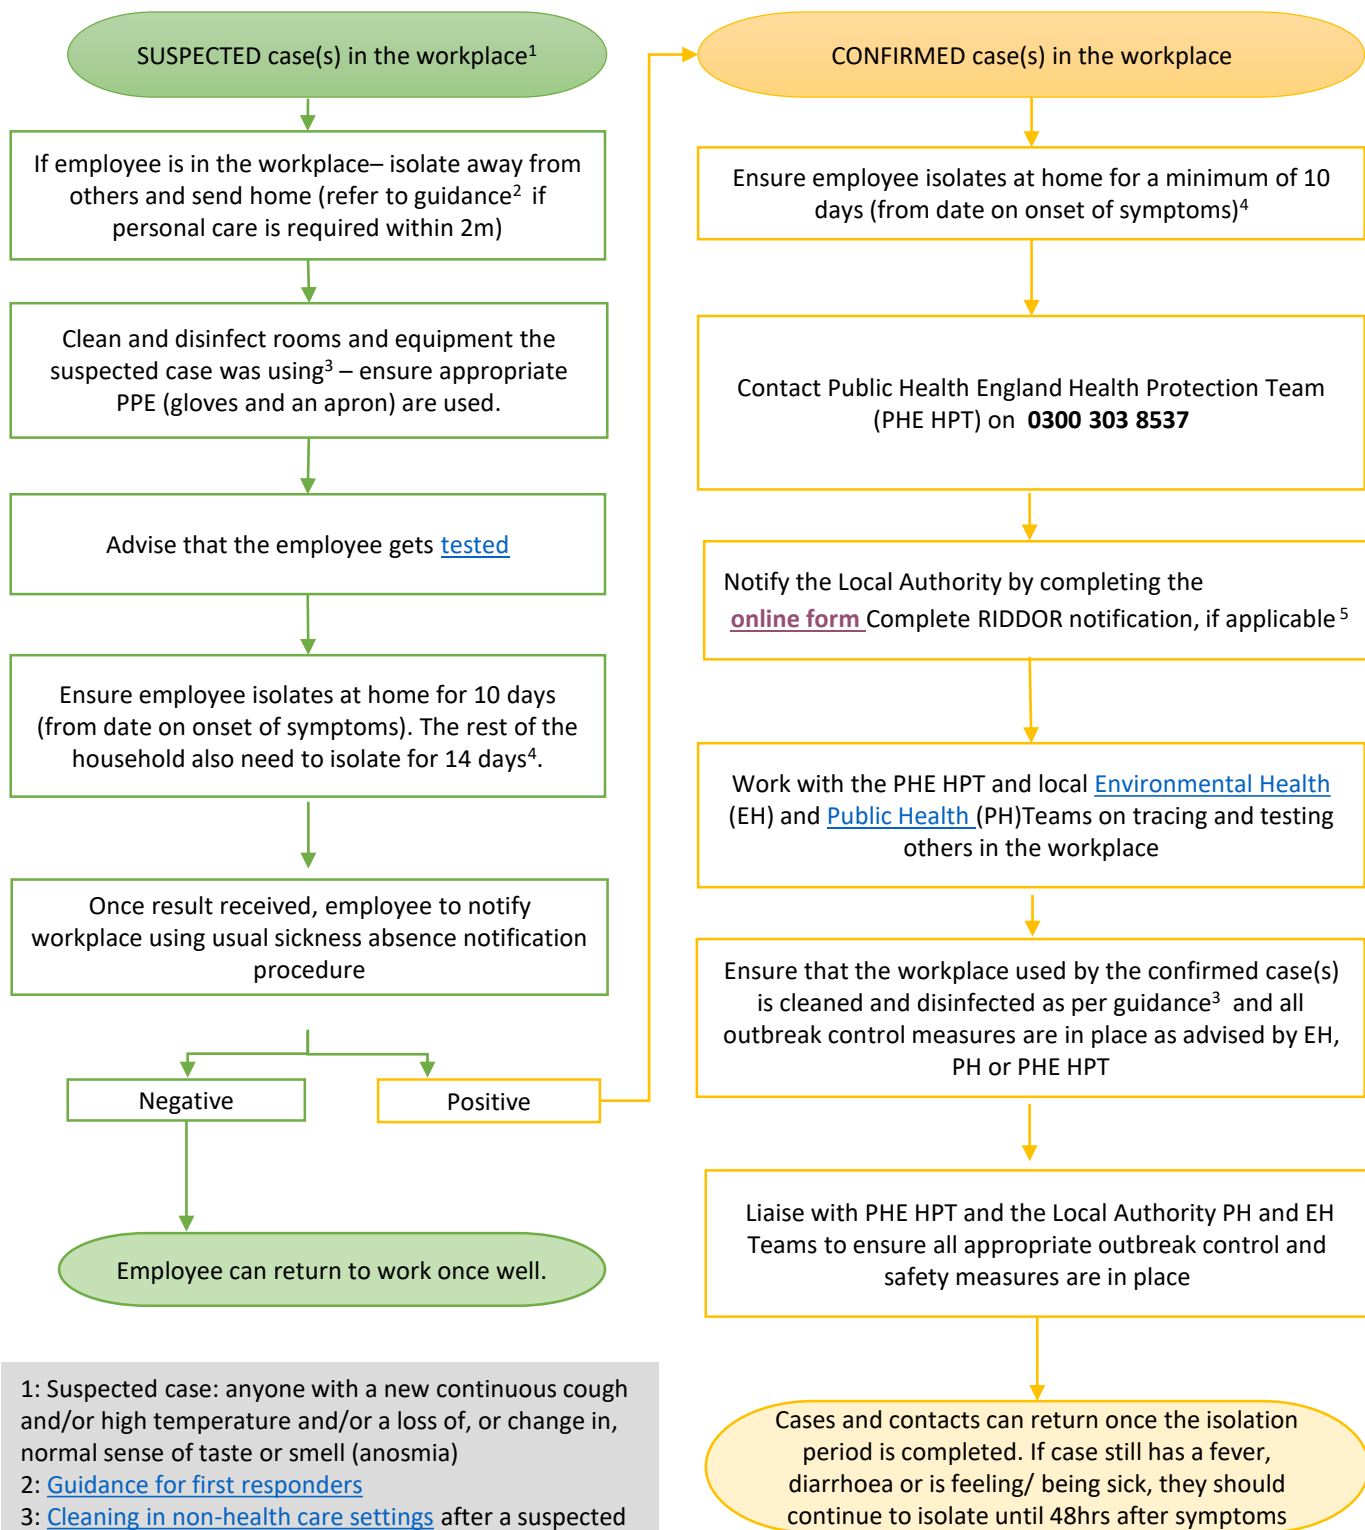 SUSPECTED case(s) in the workplace1
If employee is in the workplace– isolate away from
others and send home (refer to guidance2 if
personal care is required within 2m)
Clean and disinfect rooms and equipment the
suspected case was using3 – ensure appropriate
PPE (gloves and an apron) are used.
Advise that the employee gets tested
Ensure employee isolates at home for 10 days
(from date on onset of symptoms). The rest of the
household also need to isolate for 14 days4.
Once result received, employee to notify
workplace using usual sickness absence notification
procedure
Negative
Positive
Employee can return to work once well.
1: Suspected case: anyone with a new continuous cough
and/or high temperature and/or a loss of, or change in,
normal sense of taste or smell (anosmia)
2: Guidance for first responders
3: Cleaning in non-health care settings after a suspected
CONFIRMED case(s) in the workplace
Ensure employee isolates at home for a minimum of 10
days (from date on onset of symptoms)4
Contact Public Health England Health Protection Team
(PHE HPT) on 0300 303 8537
Notify the Local Authority by completing the
online form Complete RIDDOR notification, if applicable 5
Work with the PHE HPT and local Environmental Health
(EH) and Public Health (PH)Teams on tracing and testing
others in the workplace
Ensure that the workplace used by the confirmed case(s)
is cleaned and disinfected as per guidance3 and all
outbreak control measures are in place as advised by EH,
PH or PHE HPT
Liaise with PHE HPT and the Local Authority PH and EH
Teams to ensure all appropriate outbreak control and
safety measures are in place
Cases and contacts can return once the isolation
period is completed. If case still has a fever,
diarrhoea or is feeling/ being sick, they should
continue to isolate until 48hrs after symptoms